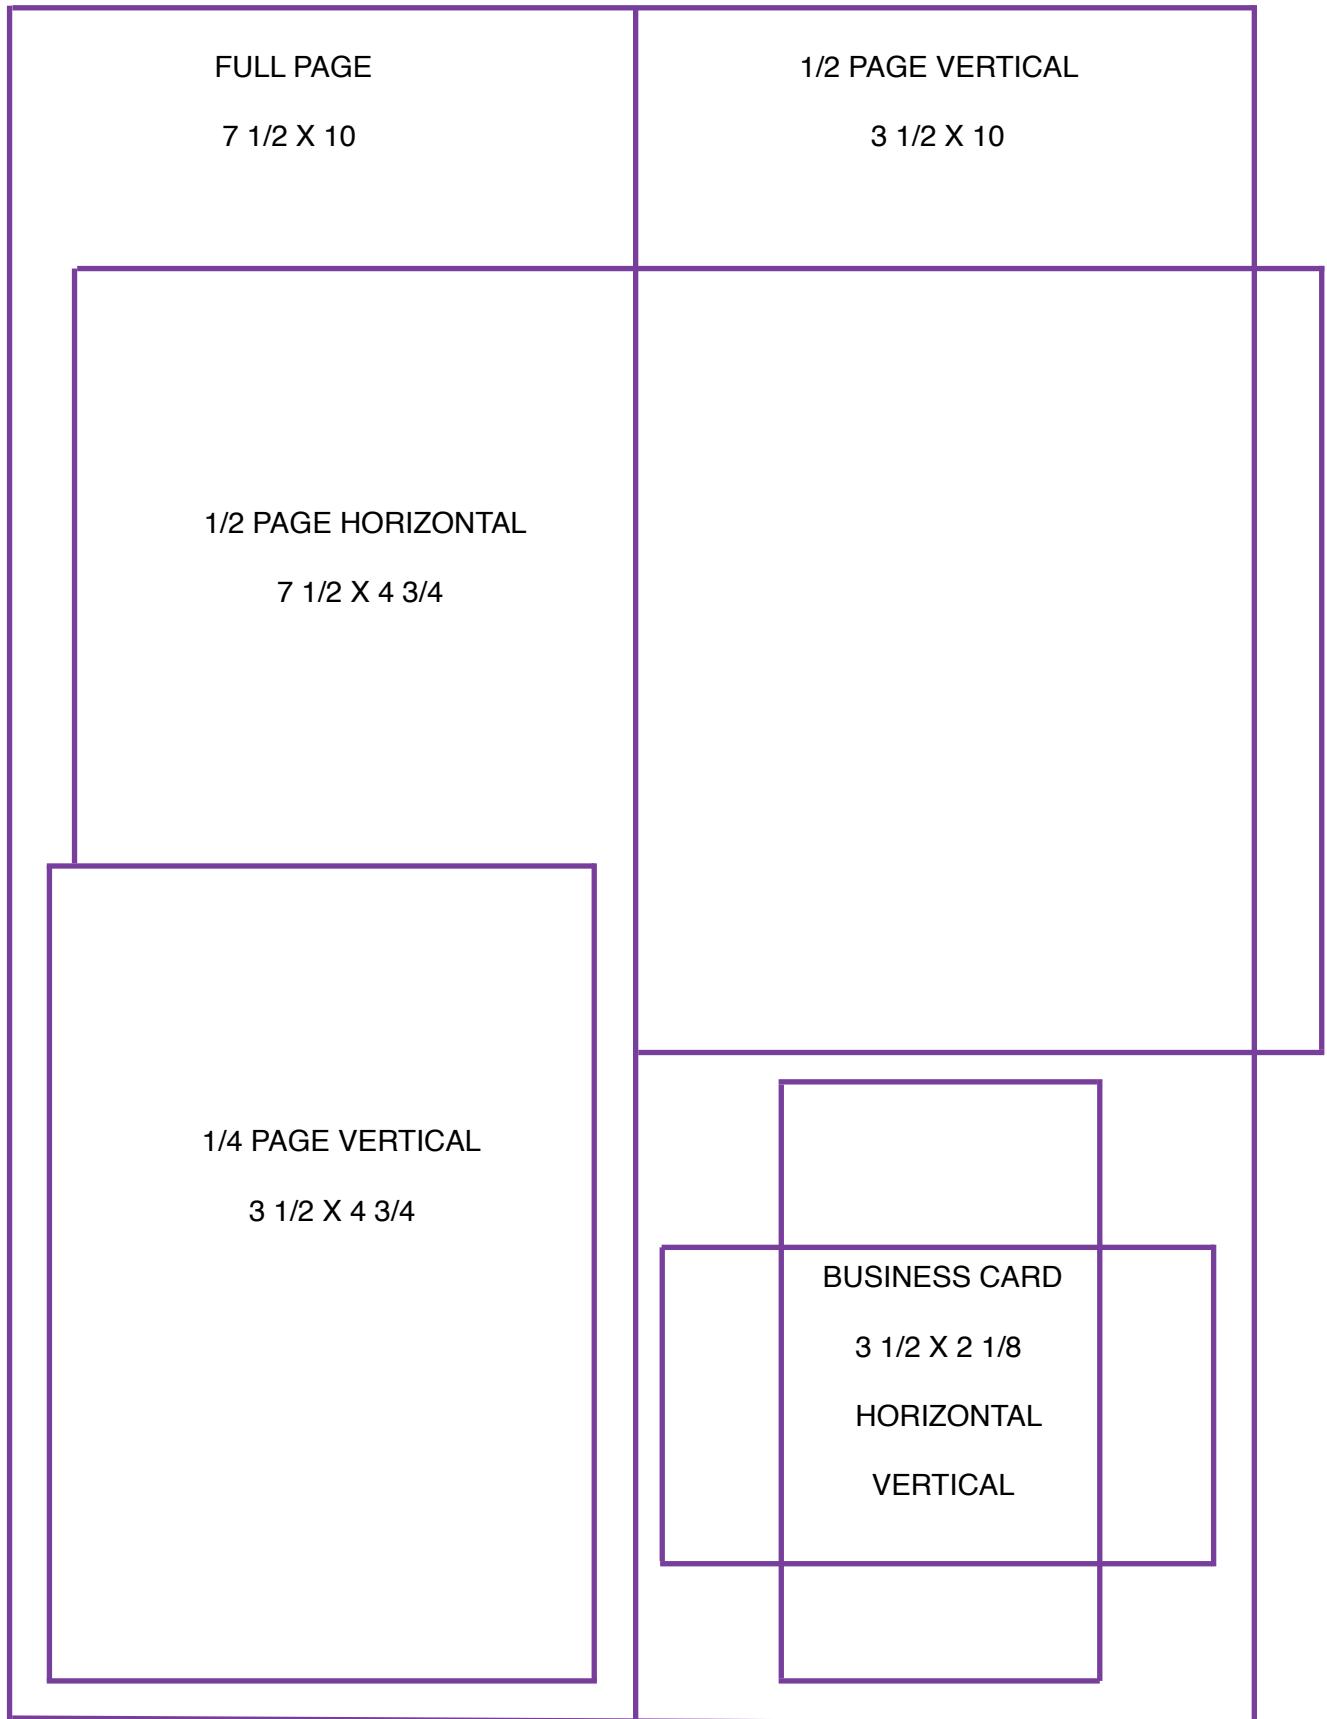 FULL PAGE
7 1/2 X 10
1/2 PAGE VERTICAL
3 1/2 X 10
1/2 PAGE HORIZONTAL
7 1/2 X 4 3/4
1/4 PAGE VERTICAL
3 1/2 X 4 3/4
BUSINESS CARD
3 1/2 X 2 1/8
HORIZONTAL
VERTICAL